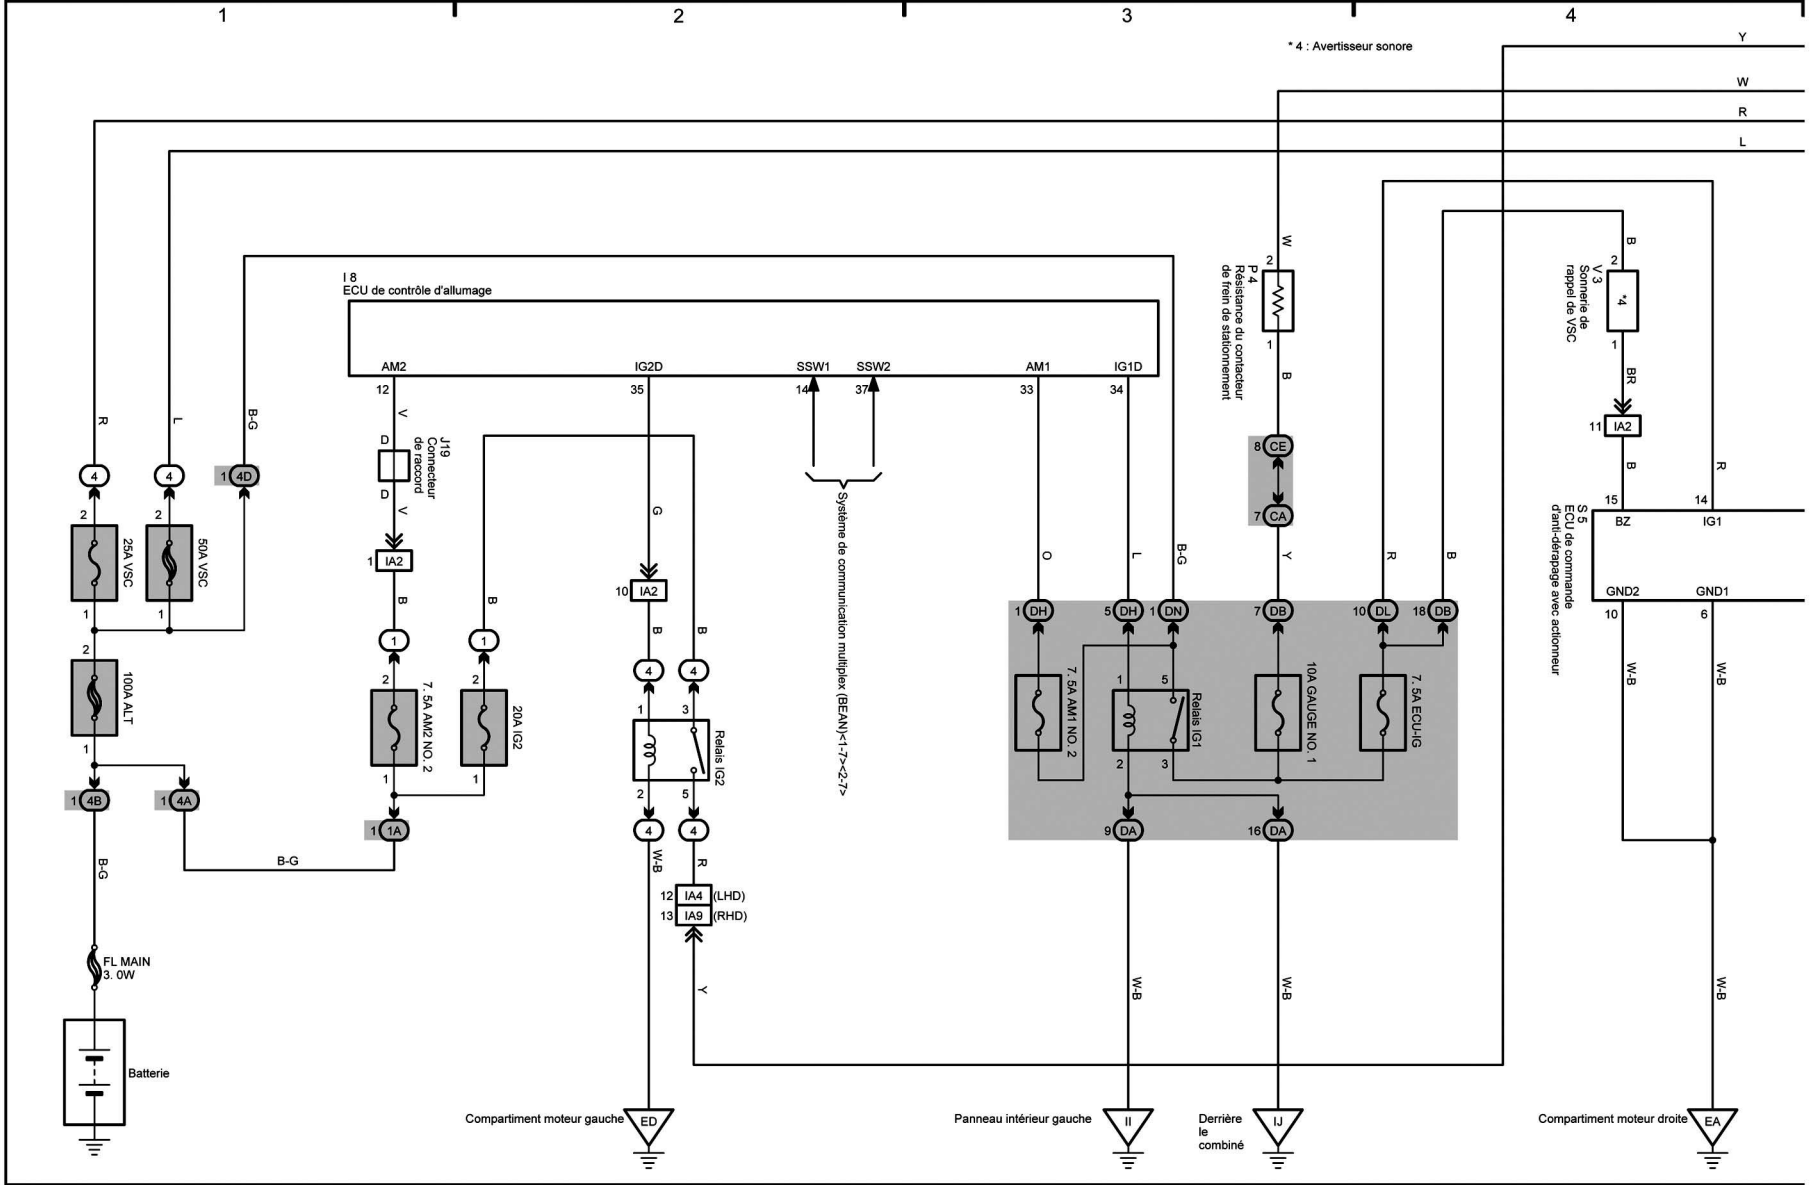 1
2
3
4
* 4 : Avertisseur sonore
Y
W
R
L
I 8
ECU de contrôle d'allumage
AM2
IG2D
SSW1
SSW2
AM1
IG1D
12
35
14
37
33
34
R
L
B-G
4
4
1
4D
2
2
25A VSC
50A VSC
1
1
2
100A ALT
1
1
4B
1
4A
B-G
B-G
FL MAIN
3. 0W
Batterie
V
D
J19
Connecteur
de raccord
D
V
1
IA2
B
B
1
1
2
2
7. 5A AM2 NO. 2
20A IG2
1
1
1
1A
G
10
IA2
B
B
4
4
1
3
Relais IG2
2
5
4
4
W-B
R
12
IA4
(LHD)
13
IA9
(RHD)
Y
Système de communication multiplex (BEAN)<1-7><2-7>
O
L
B-G
1
DH
5
DH
1
DN
7
DB
10
DL
18
DB
7. 5A AM1 NO. 2
1
5
Relais IG1
2
3
10A GAUGE NO. 1
7. 5A ECU-IG
9
DA
16
DA
W-B
W-B
W
2
P 4
Résistance du contacteur
de frein de stationnement
1
B
8
CE
7
CA
Y
R
B
B
2
V 3
Sonnerie de
rappel de VSC
*4
1
BR
11
IA2
B
R
15
14
BZ
IG1
S 5
ECU de commande
d'anti-dérapage avec actionneur
GND2
GND1
10
6
W-B
W-B
W-B
Compartiment moteur gauche
ED
Panneau intérieur gauche
II
Derrière
le
combiné
IJ
Compartiment moteur droite
EA